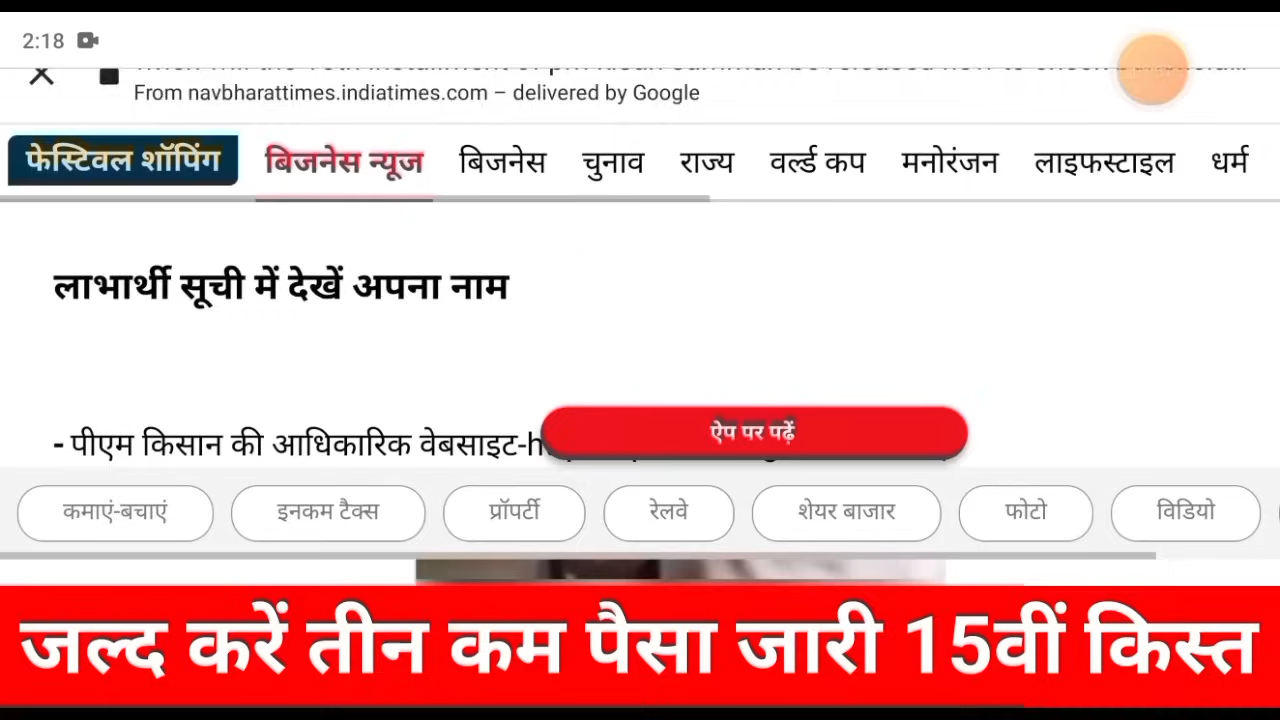 2:18
From navbharattimes.indiatimes.com – delivered by Google
फेस्टिवल शॉपिंग बिजनेस न्यूज बिजनेस चुनाव राज्य वर्ल्ड कप मनोरंजन लाइफस्टाइल धर्म
लाभार्थी सूची में देखें अपना नाम
- पीएम किसान की आधिकारिक वेबसाइट-h
ऐप पर पढ़ें
कमाएं-बचाएं इनकम टैक्स प्रॉपर्टी रेलवे शेयर बाजार फोटो विडियो
जल्द करें तीन कम पैसा जारी 15वीं किस्त